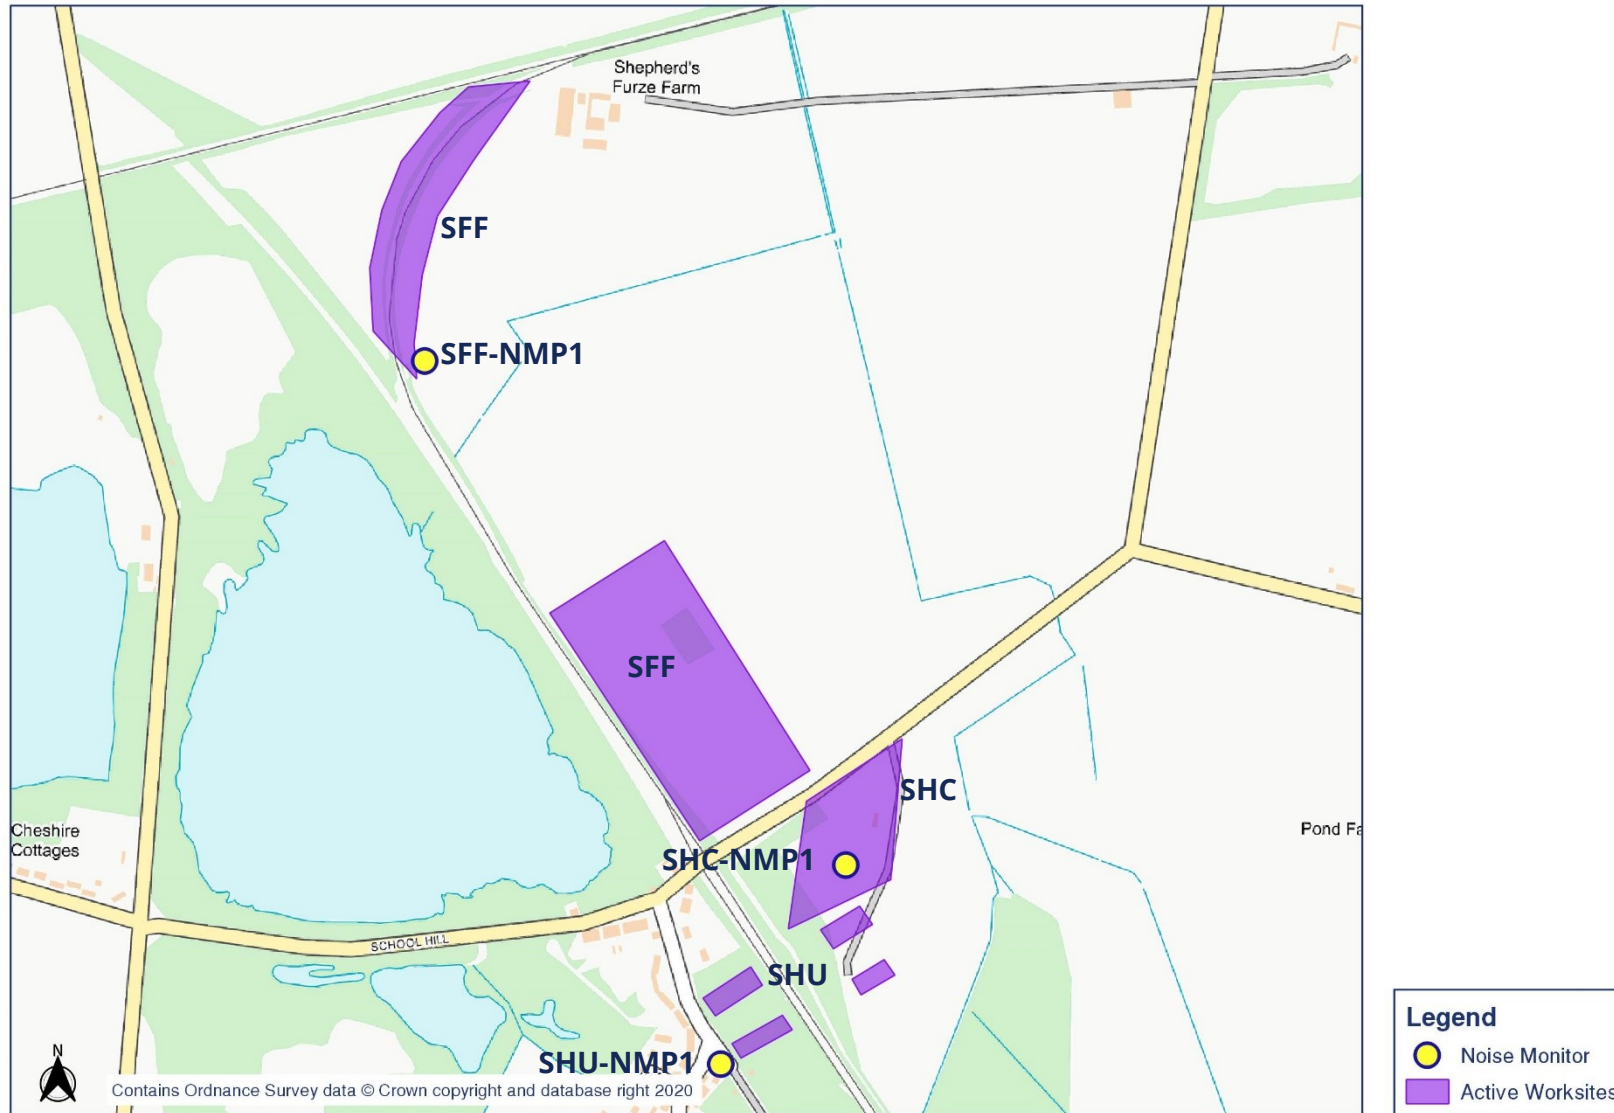 Shepherd's
Furze Farm
SFF
SFF-NMP1
SFF
SHC
Cheshire
Cottages
Pond Fa
SHC-NMP1
SCHOOL HILL
SHU
SHU-NMP1
N
Contains Ordnance Survey data © Crown copyright and database right 2020
Legend
Noise Monitor
Active Worksites